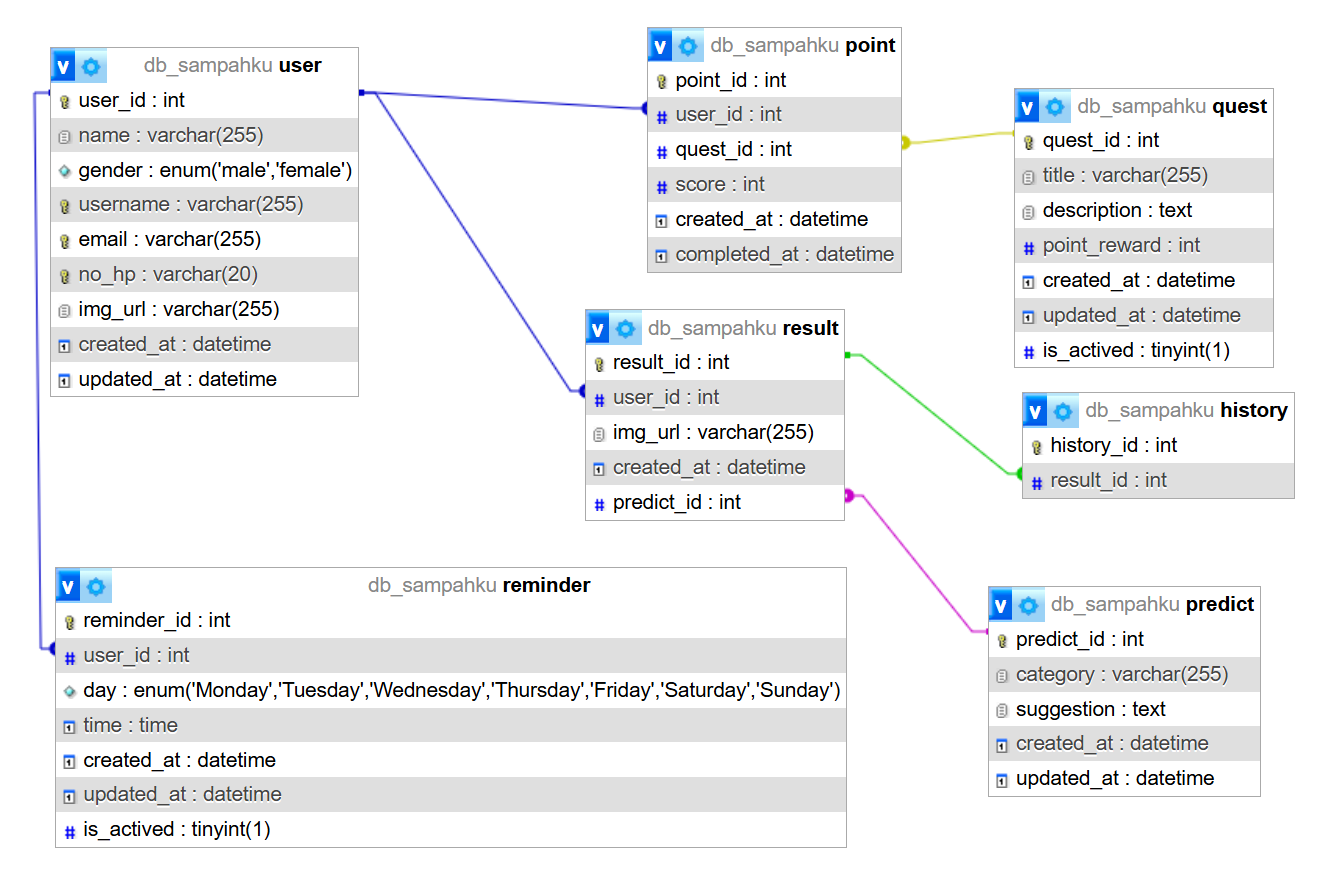 db_sampahku user
user_id : int
name : varchar(255)
gender : enum('male','female')
username : varchar(255)
email : varchar(255)
no_hp : varchar(20)
img_url : varchar(255)
created_at : datetime
updated_at : datetime
db_sampahku point
point_id : int
user_id : int
quest_id : int
score : int
created_at : datetime
completed_at : datetime
db_sampahku quest
quest_id : int
title : varchar(255)
description : text
point_reward : int
created_at : datetime
updated_at : datetime
is_actived : tinyint(1)
db_sampahku result
result_id : int
user_id : int
img_url : varchar(255)
created_at : datetime
predict_id : int
db_sampahku history
history_id : int
result_id : int
db_sampahku reminder
reminder_id : int
user_id : int
day : enum('Monday','Tuesday','Wednesday','Thursday','Friday','Saturday','Sunday')
time : time
created_at : datetime
updated_at : datetime
is_actived : tinyint(1)
db_sampahku predict
predict_id : int
category : varchar(255)
suggestion : text
created_at : datetime
updated_at : datetime